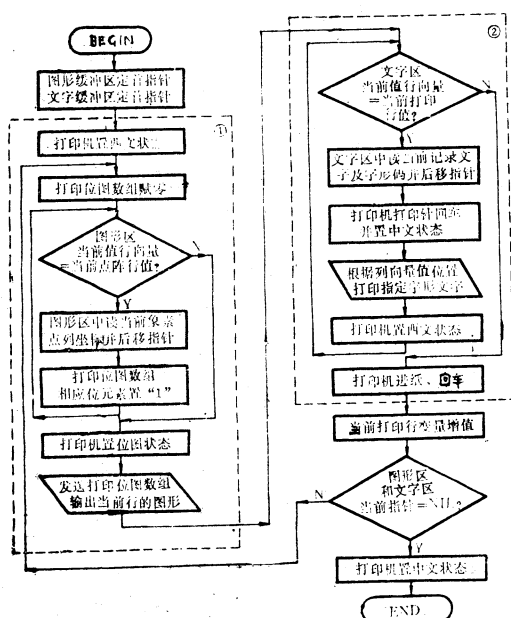 BEGIN
图形缓冲区定首指针
文字缓冲区定首指针
①
打印机置西文状态
打印位图数组赋零
图形区
当前值行向量
=当前点阵行值?
N
Y
图形区中读当前象素
点列坐标并后移指针
打印位图数组
相应位元素置“1”
打印机置位图状态
发送打印位图数组
输出当前行的图形
②
文字区
当前值行向量
=当前打印
行值?
N
Y
文字区中读当前记录文
字及字形码并后移指针
打印机打印针回车
并置中文状态
根据列向量值位置
打印指定字形文字
打印机置西文状态
打印机进纸、回车
当前打印行变量增值
图形区
和文字区
当前指针=NIL?
N
Y
打印机置中文状态
END